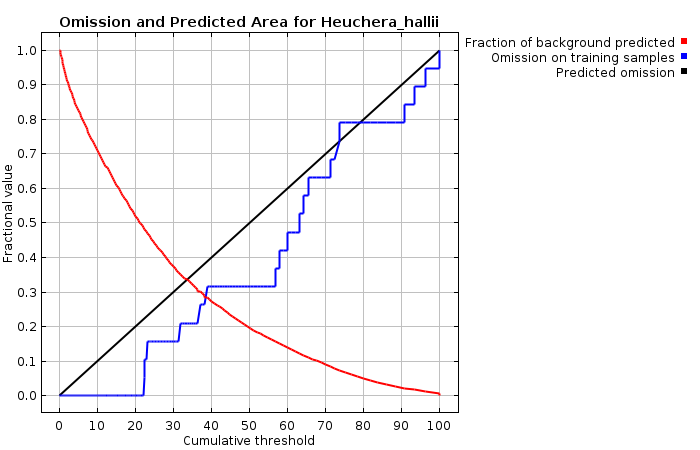 Omission and Predicted Area for Heuchera_hallii
Fraction of background predicted
Omission on training samples
Predicted omission
Fractional value
1.0
0.9
0.8
0.7
0.6
0.5
0.4
0.3
0.2
0.1
0.0
0 10 20 30 40 50 60 70 80 90 100
Cumulative threshold